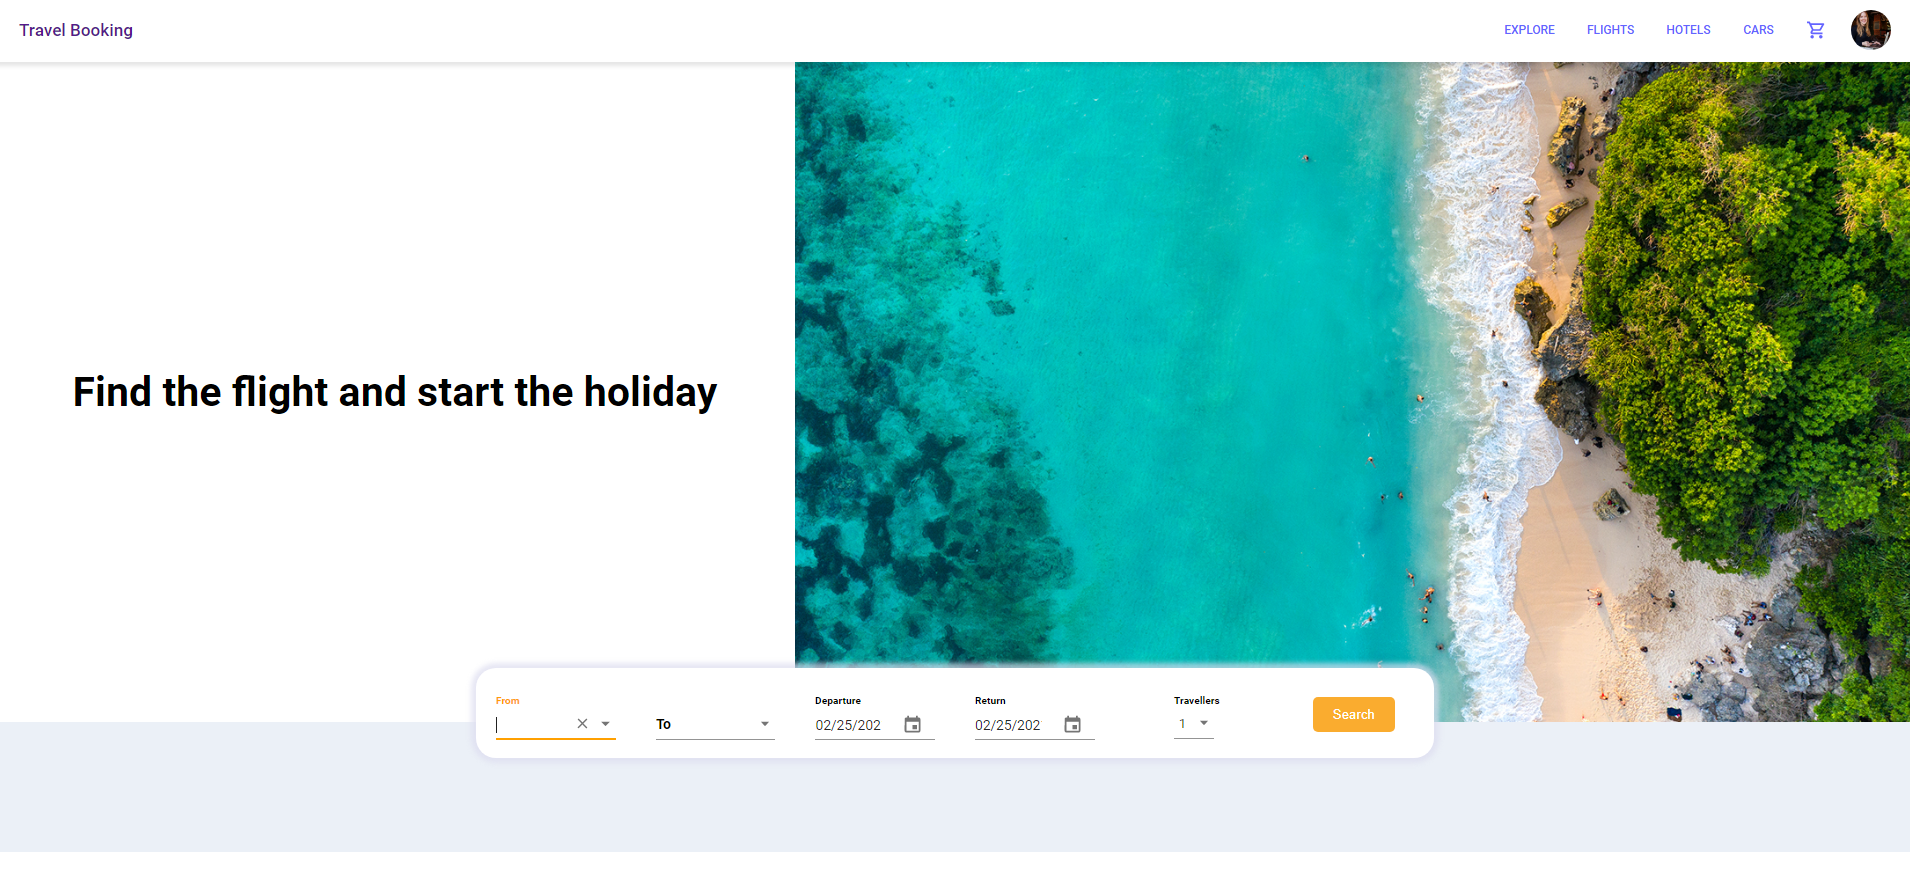 Travel Booking
EXPLORE FLIGHTS HOTELS CARS
Find the flight and start the holiday
From
To
Departure
02/25/202
Return
02/25/202
Travellers
1
Search